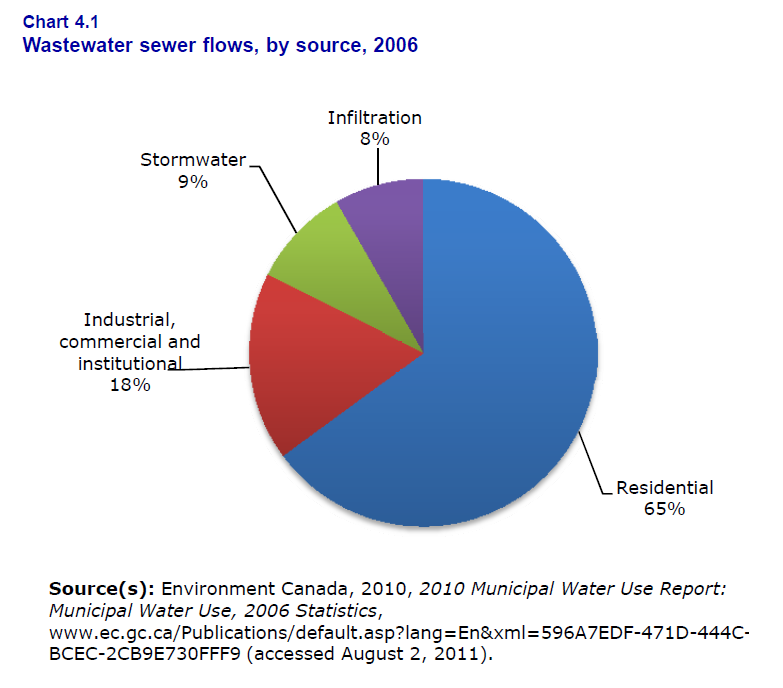 Chart 4.1
Wastewater sewer flows, by source, 2006
Infiltration
8%
Stormwater
9%
Industrial,
commercial and
institutional
18%
Residential
65%
Source(s): Environment Canada, 2010, 2010 Municipal Water Use Report:
Municipal Water Use, 2006 Statistics,
www.ec.gc.ca/Publications/default.asp?lang=En&xml=596A7EDF-471D-444C-
BCEC-2CB9E730FFF9 (accessed August 2, 2011).